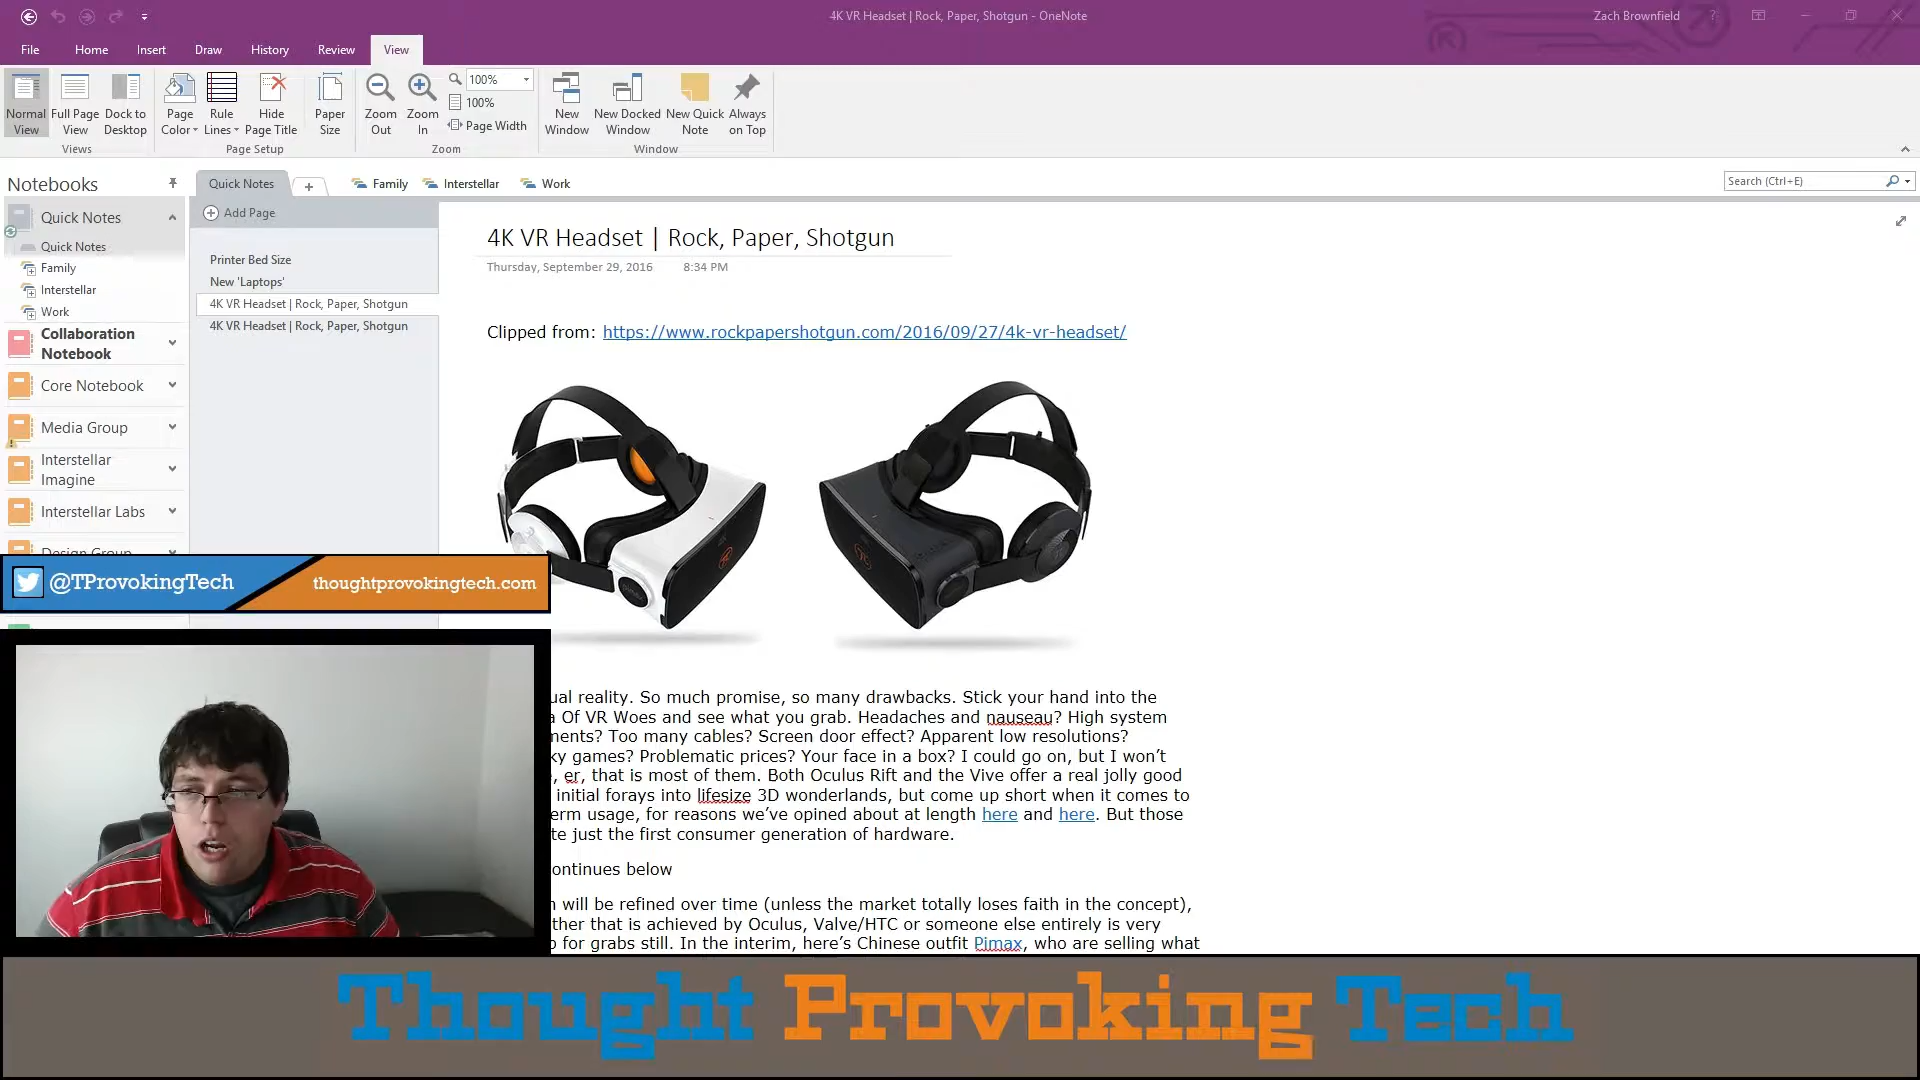 4K VR Headset | Rock, Paper, Shotgun - OneNote
Zach Brownfield
?
File Home Insert Draw History Review View
Normal View
Full Page View
Dock to Desktop
Views
Page Color
Rule Lines
Hide Page Title
Paper Size
Page Setup
Zoom Out
Zoom In
100%
100%
Page Width
Zoom
New Window
New Docked Window
New Quick Note
Always on Top
Window
Notebooks
Quick Notes
Quick Notes
Family
Interstellar
Work
Collaboration
Notebook
Core Notebook
Media Group
Interstellar
Imagine
Interstellar Labs
Design Group
Quick Notes + Family Interstellar Work
Search (Ctrl+E)
Add Page
Printer Bed Size
New 'Laptops'
4K VR Headset | Rock, Paper, Shotgun
4K VR Headset | Rock, Paper, Shotgun
4K VR Headset | Rock, Paper, Shotgun
Thursday, September 29, 2016 8:34 PM
Clipped from: https://www.rockpapershotgun.com/2016/09/27/4k-vr-headset/
ual reality. So much promise, so many drawbacks. Stick your hand into the
a Of VR Woes and see what you grab. Headaches and nauseau? High system
nents? Too many cables? Screen door effect? Apparent low resolutions?
ky games? Problematic prices? Your face in a box? I could go on, but I won't
, er, that is most of them. Both Oculus Rift and the Vive offer a real jolly good
initial forays into lifesize 3D wonderlands, but come up short when it comes to
erm usage, for reasons we've opined about at length here and here. But those
te just the first consumer generation of hardware.
ontinues below
n will be refined over time (unless the market totally loses faith in the concept),
ther that is achieved by Oculus, Valve/HTC or someone else entirely is very
p for grabs still. In the interim, here's Chinese outfit Pimax, who are selling what
@TProvokingTech
thoughtprovokingtech.com
Thought Provoking Tech